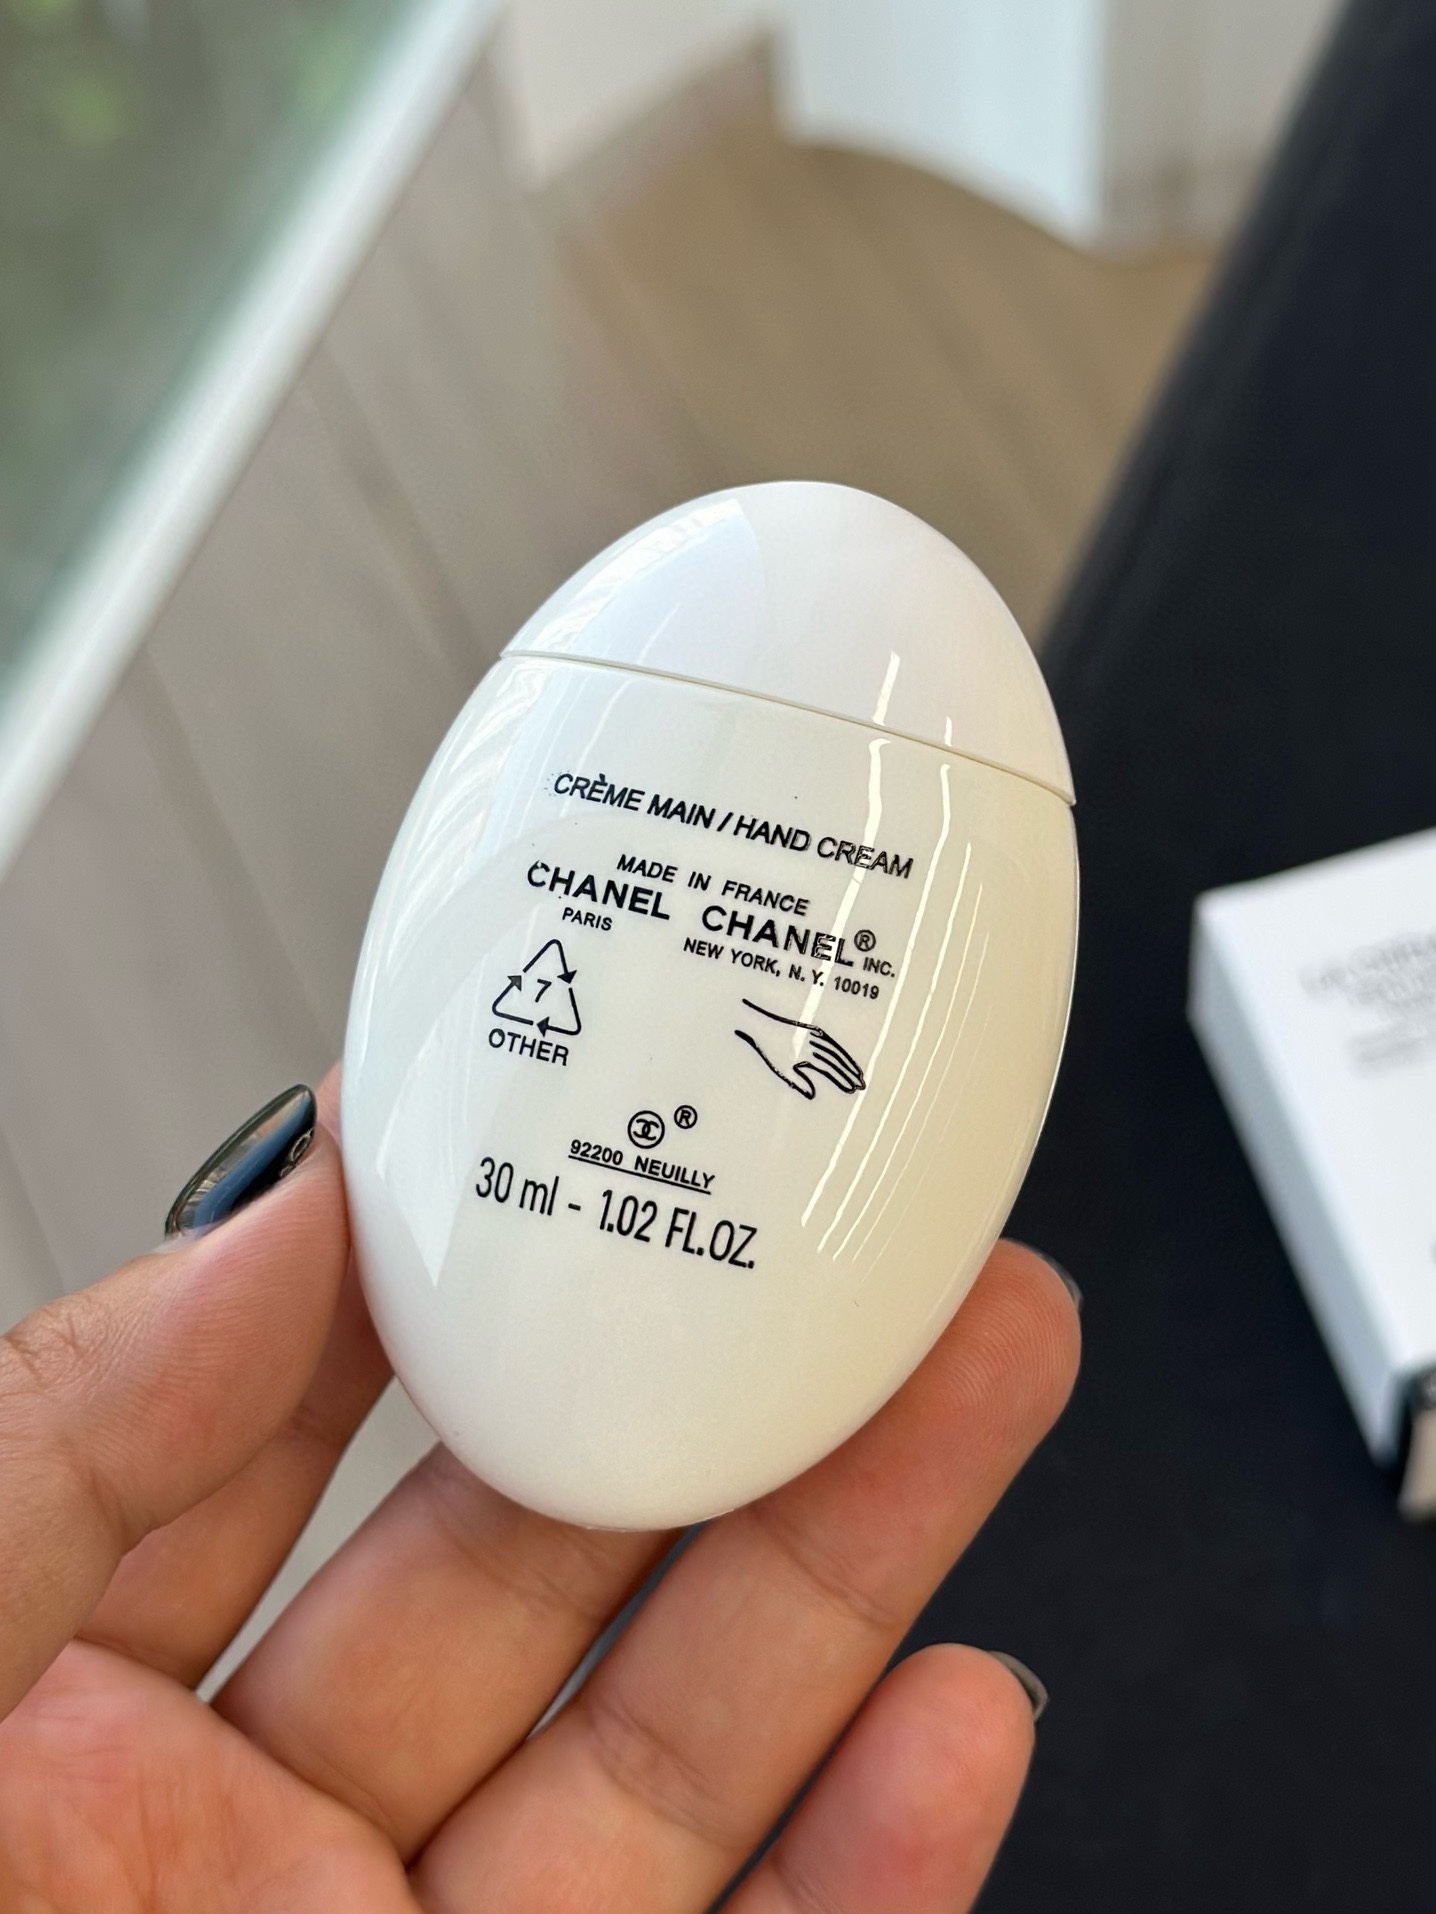 CRÈME MAIN / HAND CREAM
MADE IN FRANCE
CHANEL CHANEL® INC.
PARIS NEW YORK, N. Y. 10019
7
OTHER
®
92200 NEUILLY
30 ml - 1.02 FL.OZ.